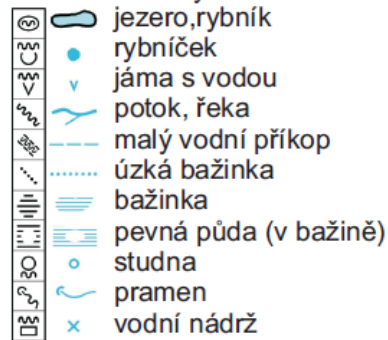 jezero,rybník
rybníček
jáma s vodou
potok, řeka
malý vodní příkop
úzká bažinka
bažinka
pevná půda (v bažině)
studna
pramen
vodní nádrž